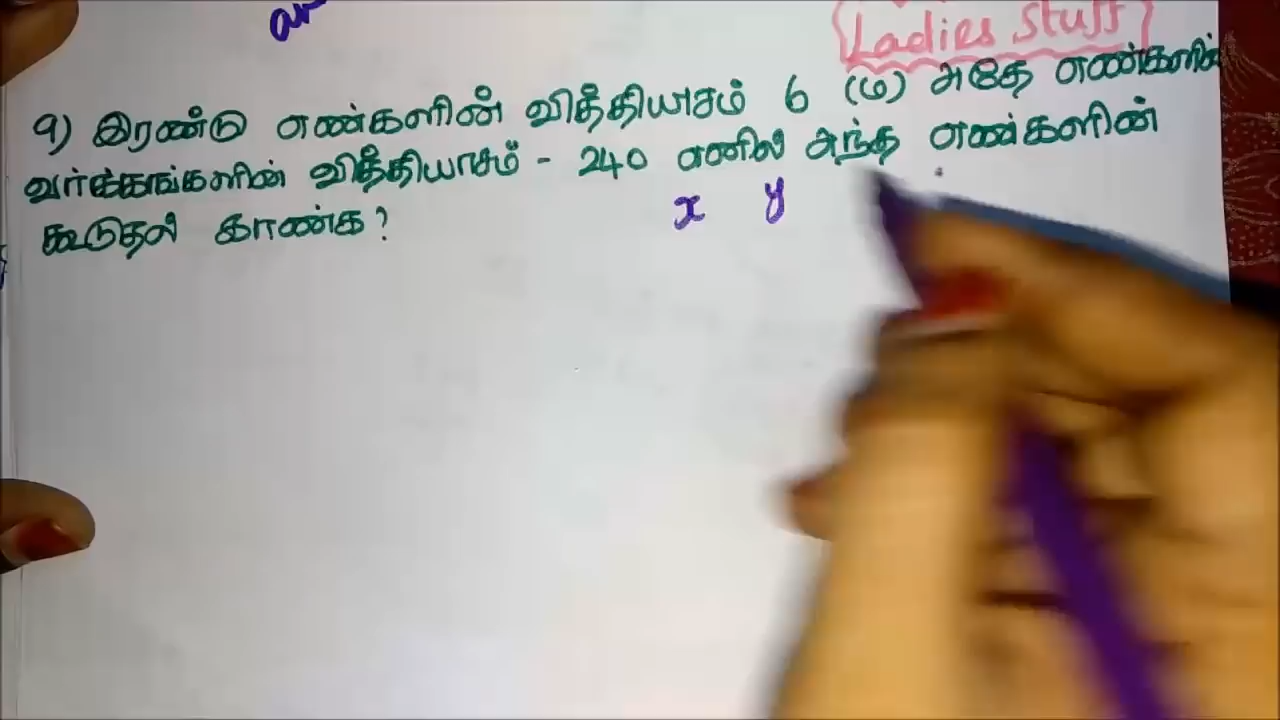 Ladies Stuff
9) இரண்டு எண்களின் வித்தியாசம் 6 (ம) அதே எண்களின்
வர்க்கங்களின் வித்தியாசம் - 240 எனில் அந்த எண்களின்
கூடுதல் காண்க?
x y